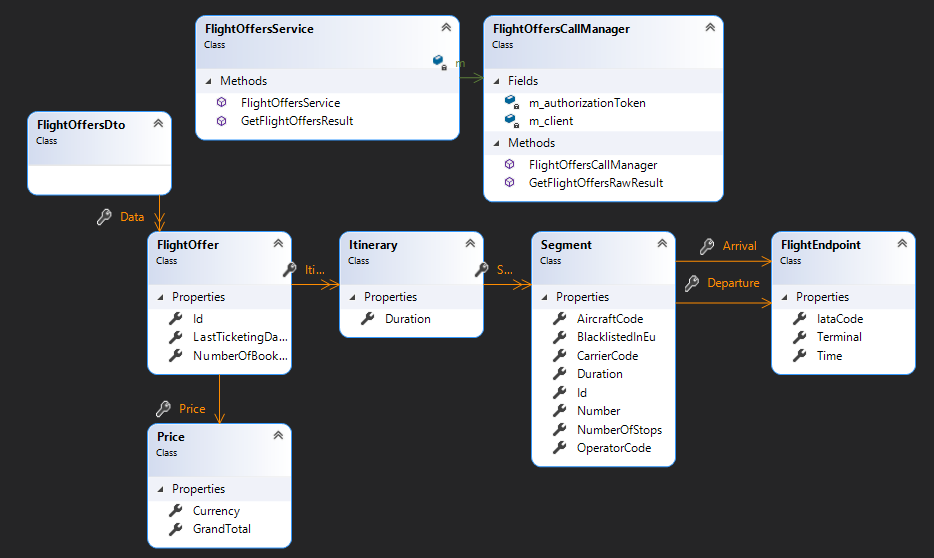 FlightOffersService
Class
Methods
FlightOffersService
GetFlightOffersResult
m
FlightOffersCallManager
Class
Fields
m_authorizationToken
m_client
Methods
FlightOffersCallManager
GetFlightOffersRawResult
FlightOffersDto
Class
Data
FlightOffer
Class
Properties
Id
LastTicketingDa...
NumberOfBook...
Iti...
Itinerary
Class
Properties
Duration
S...
Segment
Class
Properties
AircraftCode
BlacklistedInEu
CarrierCode
Duration
Id
Number
NumberOfStops
OperatorCode
Arrival
Departure
FlightEndpoint
Class
Properties
IataCode
Terminal
Time
Price
Price
Class
Properties
Currency
GrandTotal